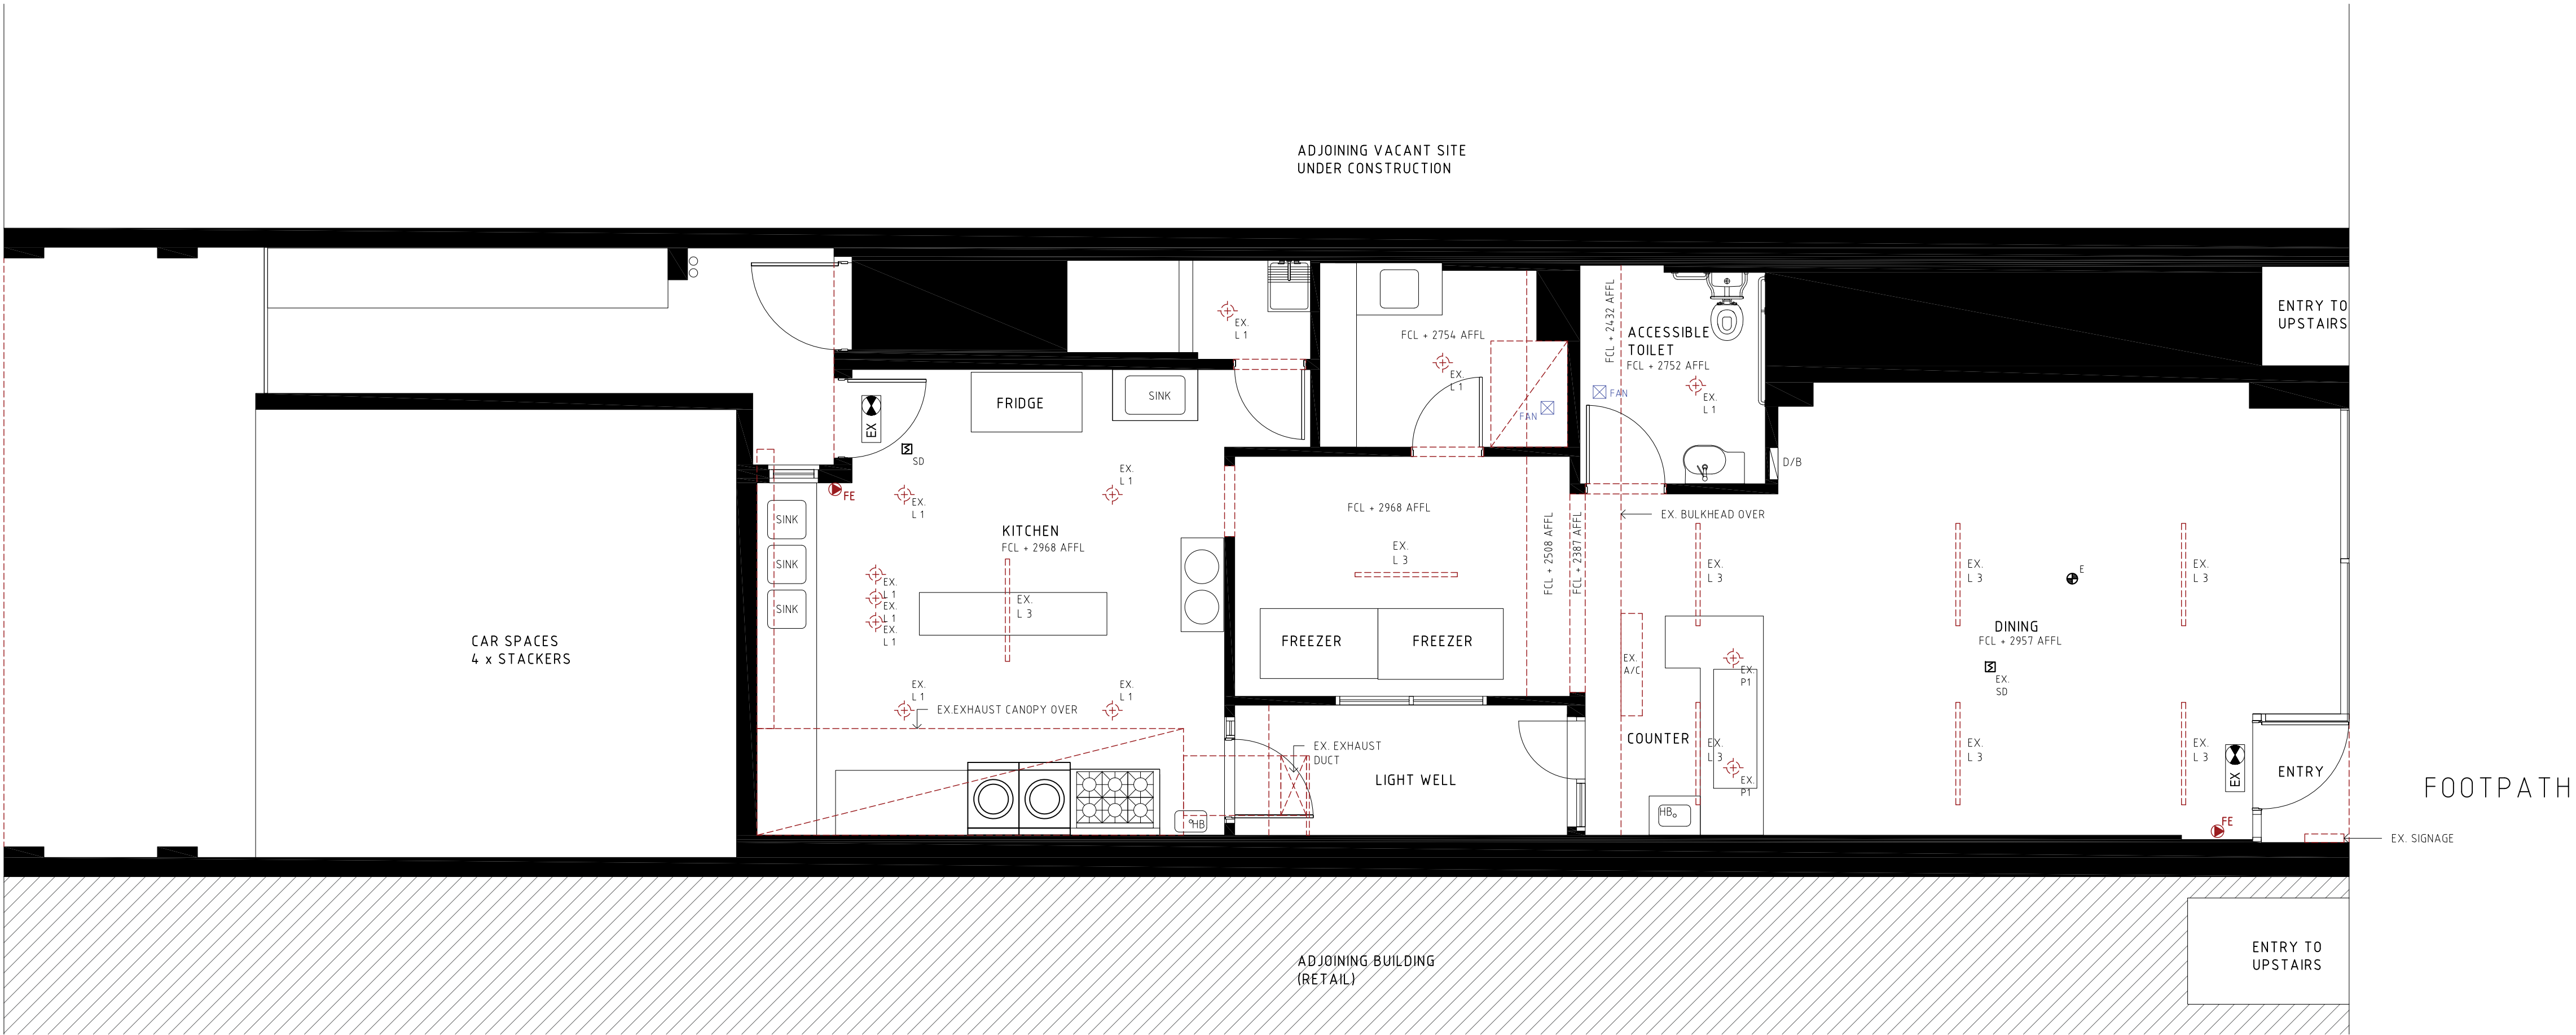 ADJOINING VACANT SITE
UNDER CONSTRUCTION
ENTRY TO
UPSTAIRS
EX.
L 1
FCL + 2754 AFFL
EX.
L 1
FAN
FCL + 2432 AFFL
ACCESSIBLE
TOILET
FCL + 2752 AFFL
FAN
EX.
L 1
D/B
FRIDGE
SINK
EX
SD
FE
EX.
L 1
EX.
L 1
SINK
SINK
SINK
KITCHEN
FCL + 2968 AFFL
EX.
L 1
EX.
L 1
EX.
L 1
EX.
L 3
EX.
L 1
EX.
L 1
EX.EXHAUST CANOPY OVER
HB
FCL + 2968 AFFL
EX.
L 3
FCL + 2508 AFFL
FCL + 2387 AFFL
FREEZER
FREEZER
EX. EXHAUST
DUCT
LIGHT WELL
EX. BULKHEAD OVER
EX.
L 3
EX.
A/C
EX.
P1
COUNTER
EX.
L 3
EX.
P1
HB
EX.
L 3
EX.
L 3
E
DINING
FCL + 2957 AFFL
EX.
SD
EX.
L 3
EX.
L 3
EX
ENTRY
FE
FOOTPATH
EX. SIGNAGE
CAR SPACES
4 x STACKERS
ADJOINING BUILDING
(RETAIL)
ENTRY TO
UPSTAIRS